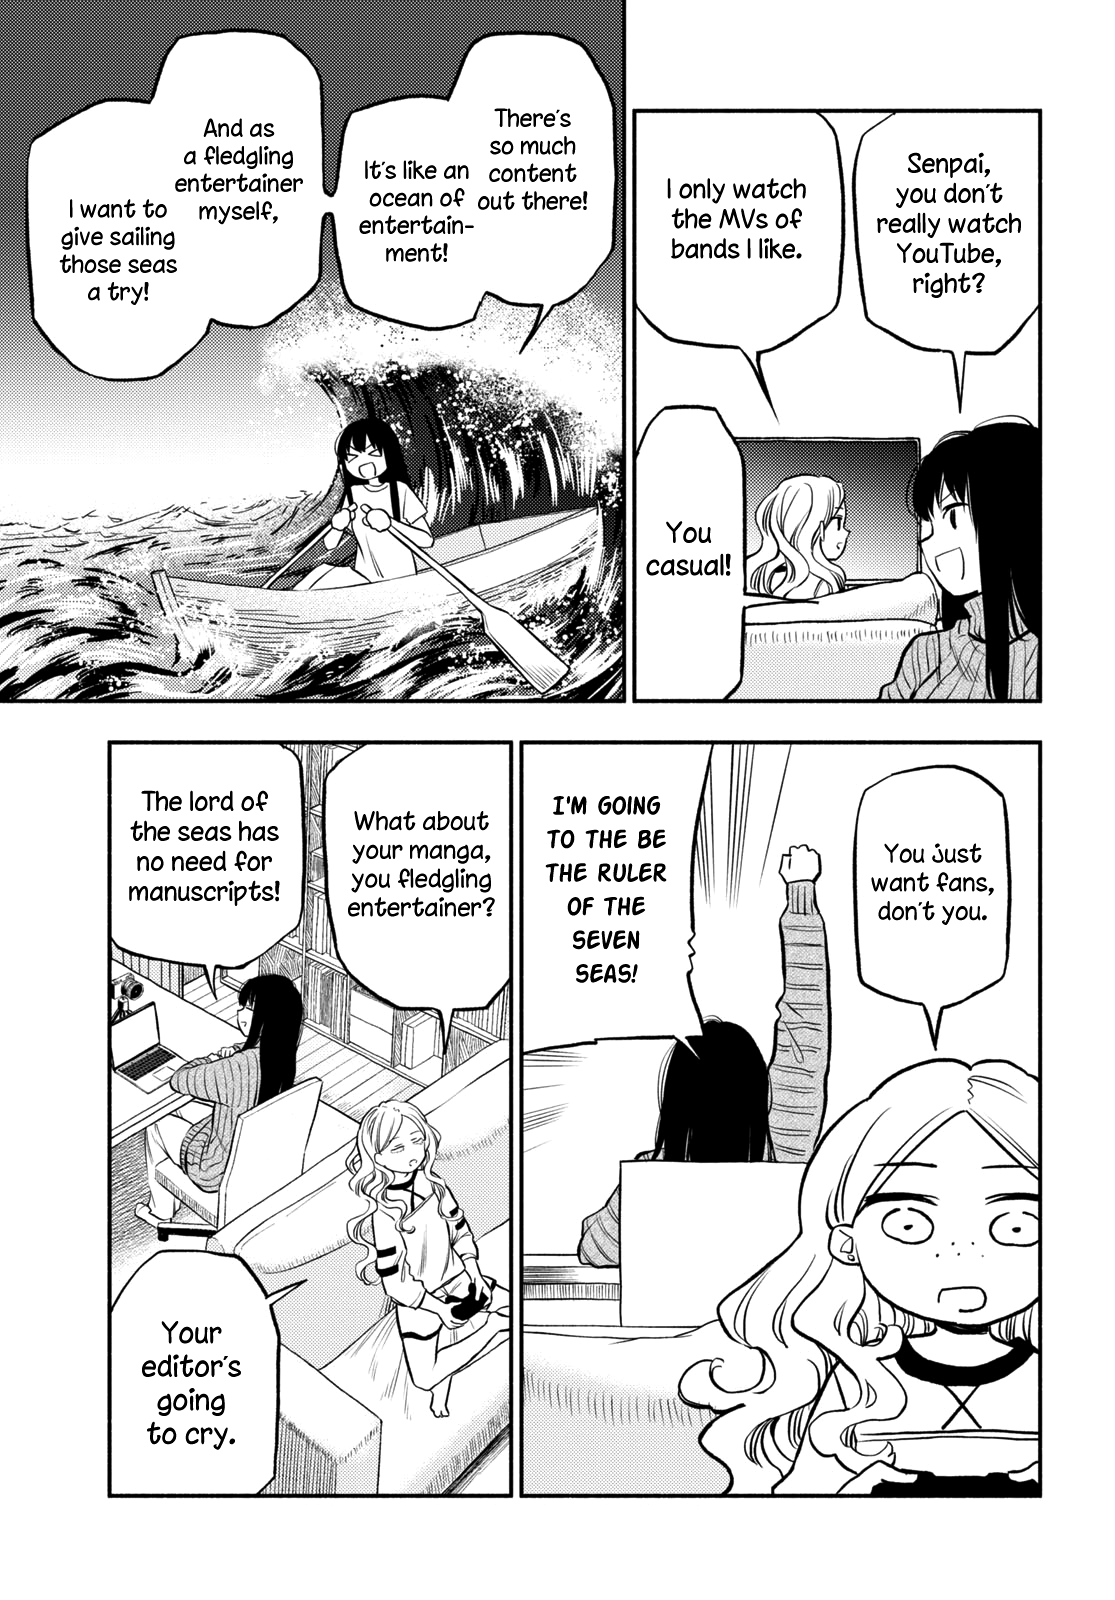 Senpai,
you don't
really watch
YouTube,
right?
I only watch
the MVs of
bands I like.
You
casual!
There's
so much
content
out there!
It's like an
ocean of
entertain-
ment!
And as
a fledgling
entertainer
myself,
I want to
give sailing
those seas
a try!
You just
want fans,
don't you.
I'M GOING
TO THE BE
THE RULER
OF THE
SEVEN
SEAS!
What about
your manga,
you fledgling
entertainer?
The lord of
the seas has
no need for
manuscripts!
Your
editor's
going
to cry.